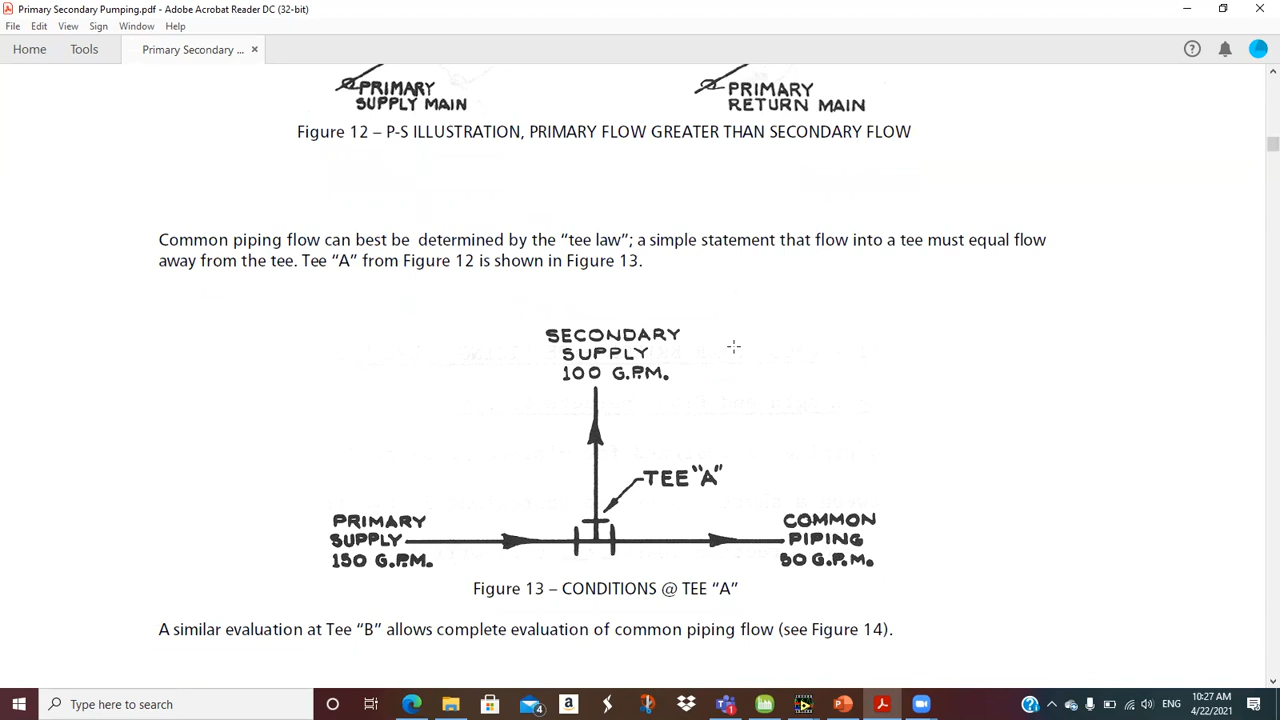 Primary Secondary Pumping.pdf - Adobe Acrobat Reader DC (32-bit)
File Edit View Sign Window Help
Home Tools Primary Secondary ... ×
PRIMARY
SUPPLY MAIN
PRIMARY
RETURN MAIN
Figure 12 – P-S ILLUSTRATION, PRIMARY FLOW GREATER THAN SECONDARY FLOW
Common piping flow can best be determined by the “tee law”; a simple statement that flow into a tee must equal flow
away from the tee. Tee “A” from Figure 12 is shown in Figure 13.
SECONDARY
SUPPLY
100 G.P.M.
TEE "A"
PRIMARY
SUPPLY
150 G.P.M.
COMMON
PIPING
50 G.P.M.
Figure 13 – CONDITIONS @ TEE “A”
A similar evaluation at Tee “B” allows complete evaluation of common piping flow (see Figure 14).
Type here to search
4
10:27 AM
4/22/2021